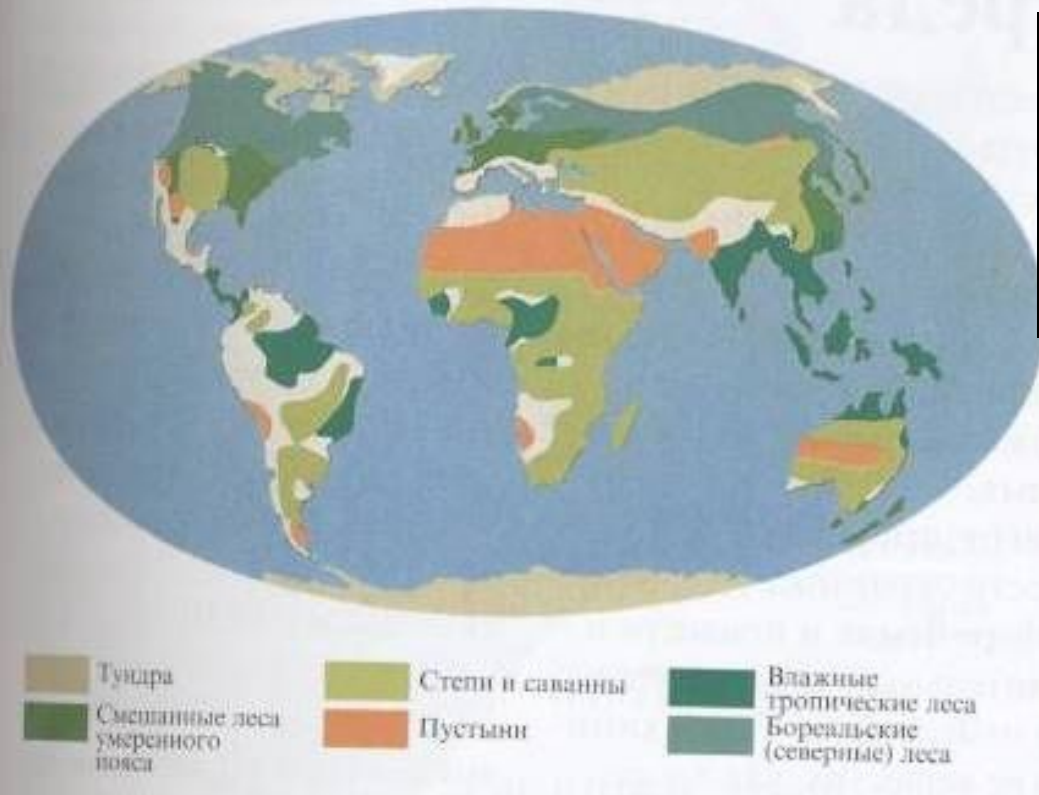 Тундра
Смешанные леса
умеренного
пояса
Степи и саванны
Пустыни
Влажные
тропические леса
Бореальские
(северные) леса